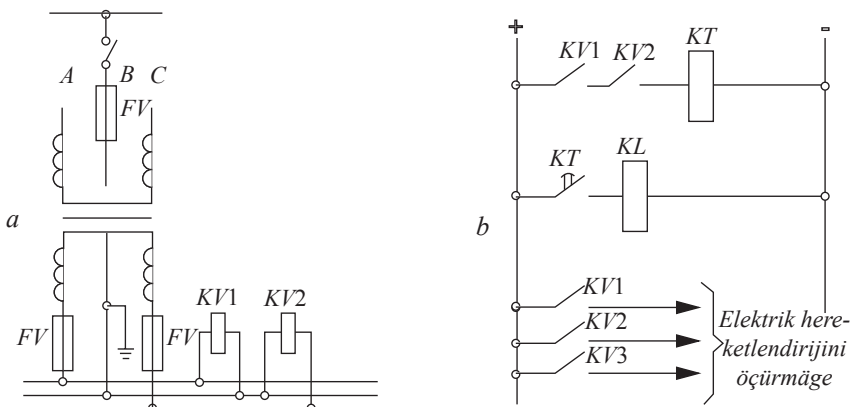 A B C
FV
a
FV
FV
KV1
KV2
+
-
KV1
KV2
KT
KT
KL
b
KV1
KV2
KV3
Elektrik here-
ketlendirijini
öçürmäge